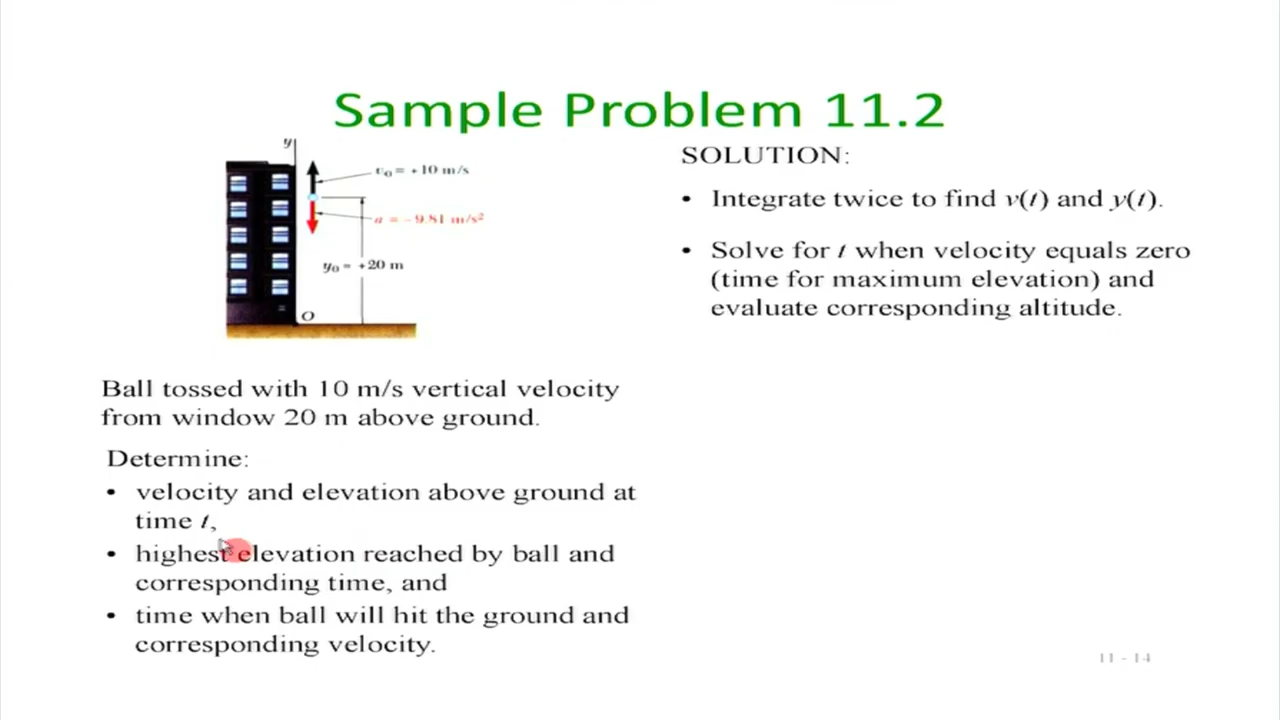 Sample Problem 11.2
y
v₀ = +10 m/s
a = −9.81 m/s²
y₀ = +20 m
O
SOLUTION:
• Integrate twice to find v(t) and y(t).
• Solve for t when velocity equals zero
(time for maximum elevation) and
evaluate corresponding altitude.
Ball tossed with 10 m/s vertical velocity
from window 20 m above ground.
Determine:
• velocity and elevation above ground at
time t,
• highest elevation reached by ball and
corresponding time, and
• time when ball will hit the ground and
corresponding velocity.
11 - 14